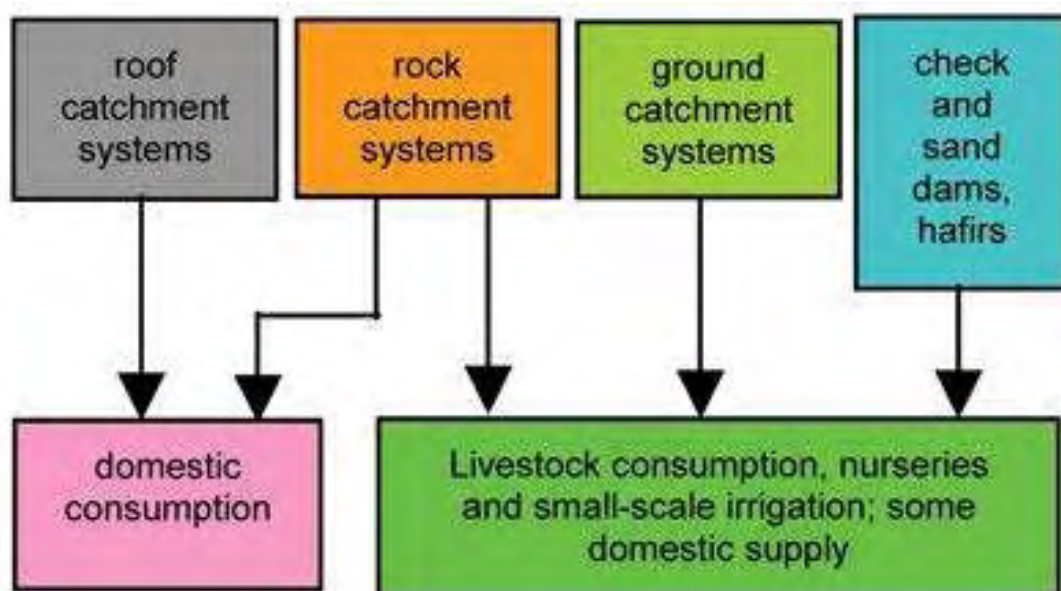 roof
catchment
systems
rock
catchment
systems
ground
catchment
systems
check
and
sand
dams,
hafirs
domestic
consumption
Livestock consumption, nurseries
and small-scale irrigation; some
domestic supply